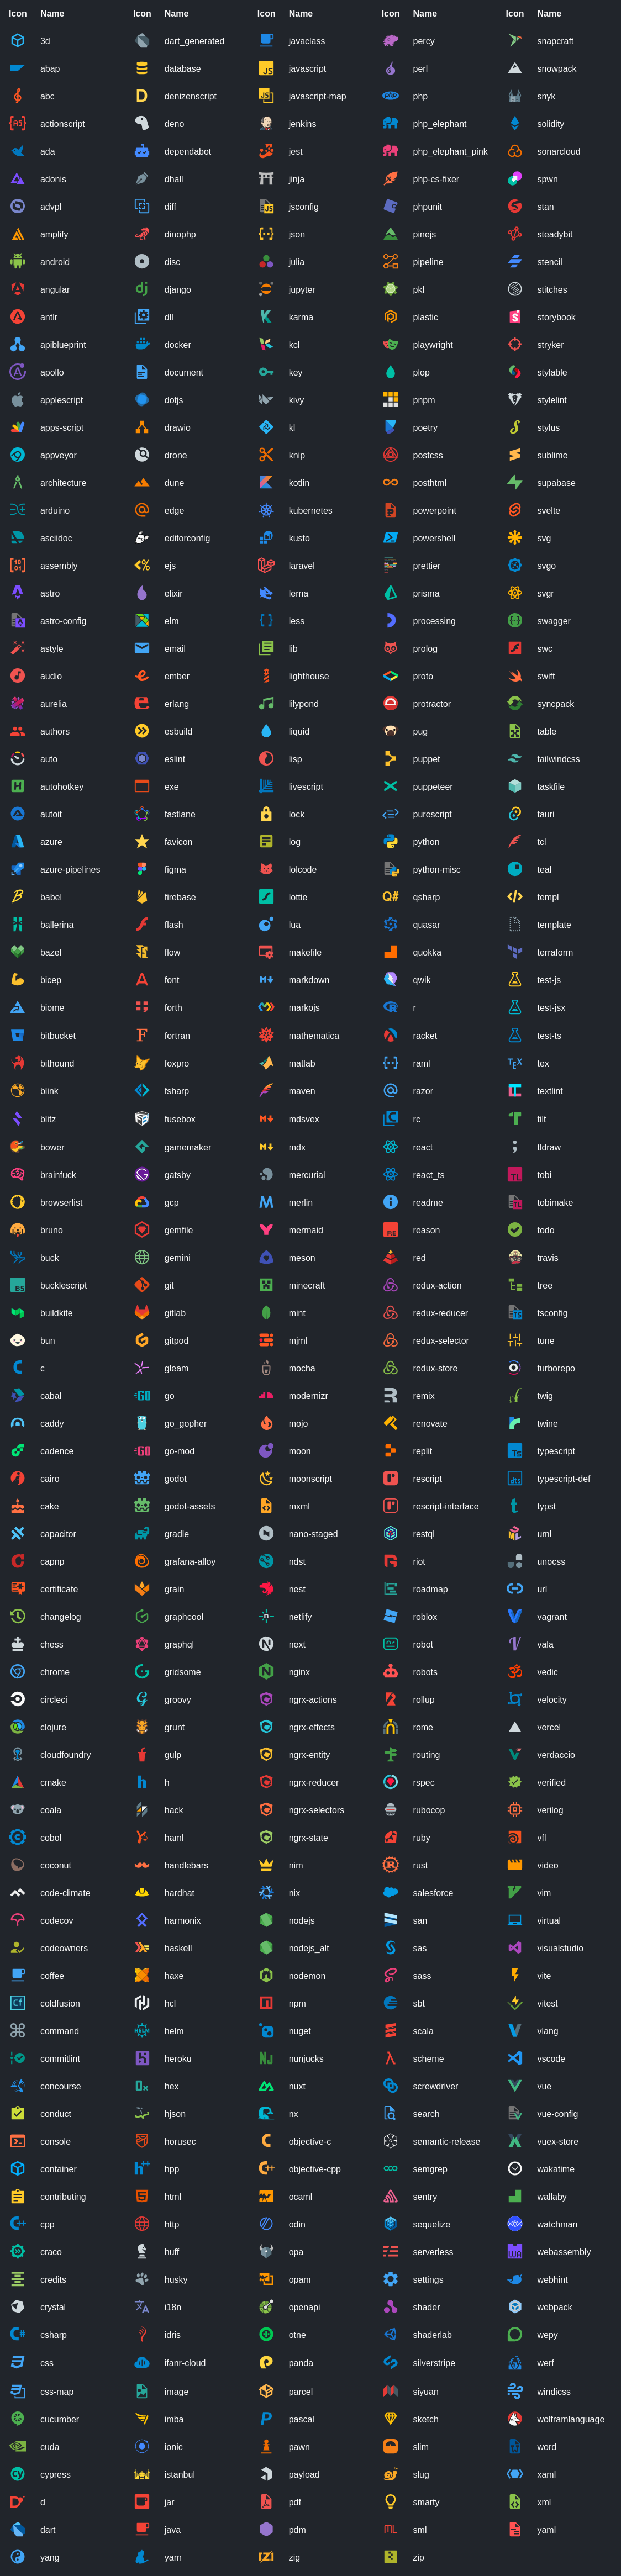 Icon Name Icon Name Icon Name Icon Name Icon Name
3d dart_generated javaclass percy snapcraft
abap database javascript perl snowpack
abc denizenscript javascript-map php snyk
actionscript deno jenkins php_elephant solidity
ada dependabot jest php_elephant_pink sonarcloud
adonis dhall jinja php-cs-fixer spwn
advpl diff jsconfig phpunit stan
amplify dinophp json pinejs steadybit
android disc julia pipeline stencil
angular django jupyter pkl stitches
antlr dll karma plastic storybook
apiblueprint docker kcl playwright stryker
apollo document key plop stylable
applescript dotjs kivy pnpm stylelint
apps-script drawio kl poetry stylus
appveyor drone knip postcss sublime
architecture dune kotlin posthtml supabase
arduino edge kubernetes powerpoint svelte
asciidoc editorconfig kusto powershell svg
assembly ejs laravel prettier svgo
astro elixir lerna prisma svgr
astro-config elm less processing swagger
astyle email lib prolog swc
audio ember lighthouse proto swift
aurelia erlang lilypond protractor syncpack
authors esbuild liquid pug table
auto eslint lisp puppet tailwindcss
autohotkey exe livescript puppeteer taskfile
autoit fastlane lock purescript tauri
azure favicon log python tcl
azure-pipelines figma lolcode python-misc teal
babel firebase lottie qsharp templ
ballerina flash lua quasar template
bazel flow makefile quokka terraform
bicep font markdown qwik test-js
biome forth markojs r test-jsx
bitbucket fortran mathematica racket test-ts
bithound foxpro matlab raml tex
blink fsharp maven razor textlint
blitz fusebox mdsvex rc tilt
bower gamemaker mdx react tldraw
brainfuck gatsby mercurial react_ts tobi
browserlist gcp merlin readme tobimake
bruno gemfile mermaid reason todo
buck gemini meson red travis
bucklescript git minecraft redux-action tree
buildkite gitlab mint redux-reducer tsconfig
bun gitpod mjml redux-selector tune
c gleam mocha redux-store turborepo
cabal go modernizr remix twig
caddy go_gopher mojo renovate twine
cadence go-mod moon replit typescript
cairo godot moonscript rescript typescript-def
cake godot-assets mxml rescript-interface typst
capacitor gradle nano-staged restql uml
capnp grafana-alloy ndst riot unocss
certificate grain nest roadmap url
changelog graphcool netlify roblox vagrant
chess graphql next robot vala
chrome gridsome nginx robots vedic
circleci groovy ngrx-actions rollup velocity
clojure grunt ngrx-effects rome vercel
cloudfoundry gulp ngrx-entity routing verdaccio
cmake h ngrx-reducer rspec verified
coala hack ngrx-selectors rubocop verilog
cobol haml ngrx-state ruby vfl
coconut handlebars nim rust video
code-climate hardhat nix salesforce vim
codecov harmonix nodejs san virtual
codeowners haskell nodejs_alt sas visualstudio
coffee haxe nodemon sass vite
coldfusion hcl npm sbt vitest
command helm nuget scala vlang
commitlint heroku nunjucks scheme vscode
concourse hex nuxt screwdriver vue
conduct hjson nx search vue-config
console horusec objective-c semantic-release vuex-store
container hpp objective-cpp semgrep wakatime
contributing html ocaml sentry wallaby
cpp http odin sequelize watchman
craco huff opa serverless webassembly
credits husky opam settings webhint
crystal i18n openapi shader webpack
csharp idris otne shaderlab wepy
css ifanr-cloud panda silverstripe werf
css-map image parcel siyuan windicss
cucumber imba pascal sketch wolframlanguage
cuda ionic pawn slim word
cypress istanbul payload slug xaml
d jar pdf smarty xml
dart java pdm sml yaml
yang yarn zig zip